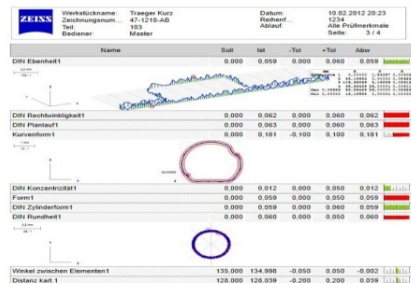 ZEISS
Werkstückname: Traeger Kurz
Zeichnungsnum... 47-1215-AB
Teil: 103
Bediener: Master
Datum: 10.02.2012 20:23
Reihenf... 1234
Ablauf: Alle Prüfmerkmale
Seite: 3 / 4
Name Soll Ist -Tol +Tol Abw
DIN Ebenheit1 0,000 0,059 0,000 0,060 0,059
DIN Rechtwinkligkeit1 0,000 0,062 0,000 0,062
DIN Planlauf1 0,000 0,063 0,000 0,060 0,063
Kurvenform1 0,000 0,181 -0,100 0,100 0,181
DIN Konzentrizität1 0,000 0,012 0,000 0,050 0,012
Form1 0,000 0,059 0,000 0,050 0,059
DIN Zylinderform1 0,000 0,059 0,000 0,060 0,059
DIN Rundheit1 0,000 0,060 0,000 0,050 0,060
Winkel zwischen Elementen1 135,000 134,998 -0,050 0,050 -0,002
Distanz kart 1 128,000 128,039 -0,200 0,200 0,039